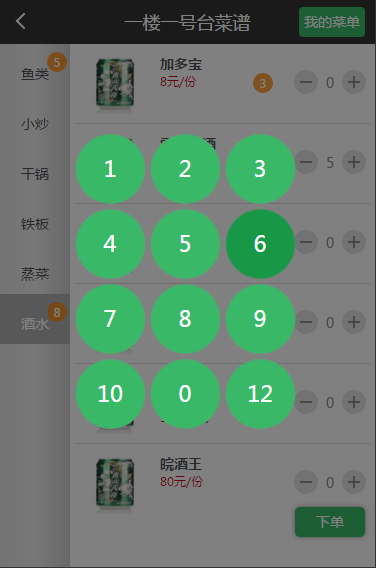 一楼一号台菜谱
我的菜单
鱼类
5
小炒
干锅
铁板
蒸菜
酒水
8
加多宝
8元/份
3
0
酒
5
0
0
0
皖酒王
80元/份
0
1 2 3
4 5 6
7 8 9
10 0 12
下单